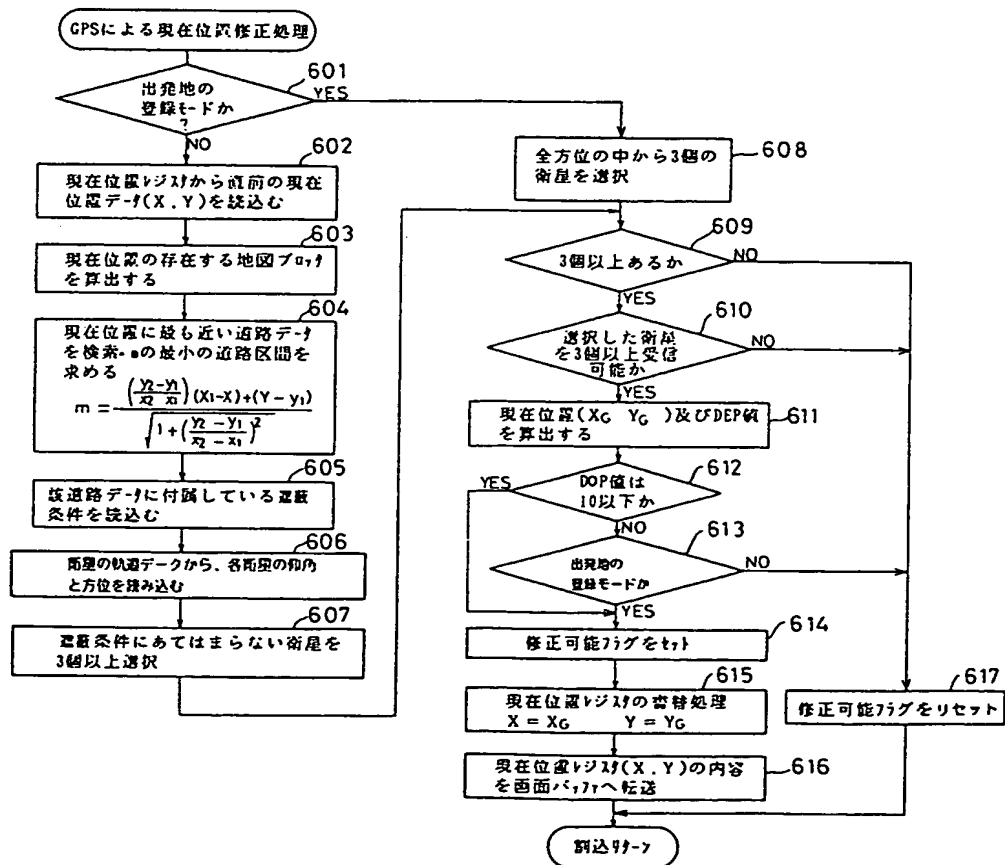 GPSによる現在位置修正処理
601
出発地の
登録モードか
?
YES
NO
602
現在位置レジスタから直前の現在
位置データ(X.Y)を読込む
603
現在位置の存在する地図ブロック
を算出する
604
現在位置に最も近い道路データ
を検索・mの最小の道路区間を
求める
m = ((y2-y1)/(x2 x1)) (x1-X)+(Y-y1) / √(1+((y2-y1)/(x2-x1))²)
605
該道路データに付属している遮蔽
条件を読込む
606
衛星の軌道データから、各衛星の仰角
と方位を読み込む
607
遮蔽条件にあてはまらない衛星を
3個以上選択
608
全方位の中から3個の
衛星を選択
609
3個以上あるか
NO
YES
610
選択した衛星
を3個以上受信
可能か
NO
YES
611
現在位置(XG YG )及びDEP値
を算出する
612
DOP値は
10以下か
YES
NO
613
出発地の
登録モードか
NO
YES
614
修正可能フラグをセット
615
現在位置レジスタの書替処理
X = XG Y = YG
616
現在位置レジスタ(X.Y)の内容
を画面バッファへ転送
617
修正可能フラグをリセット
割込リターン